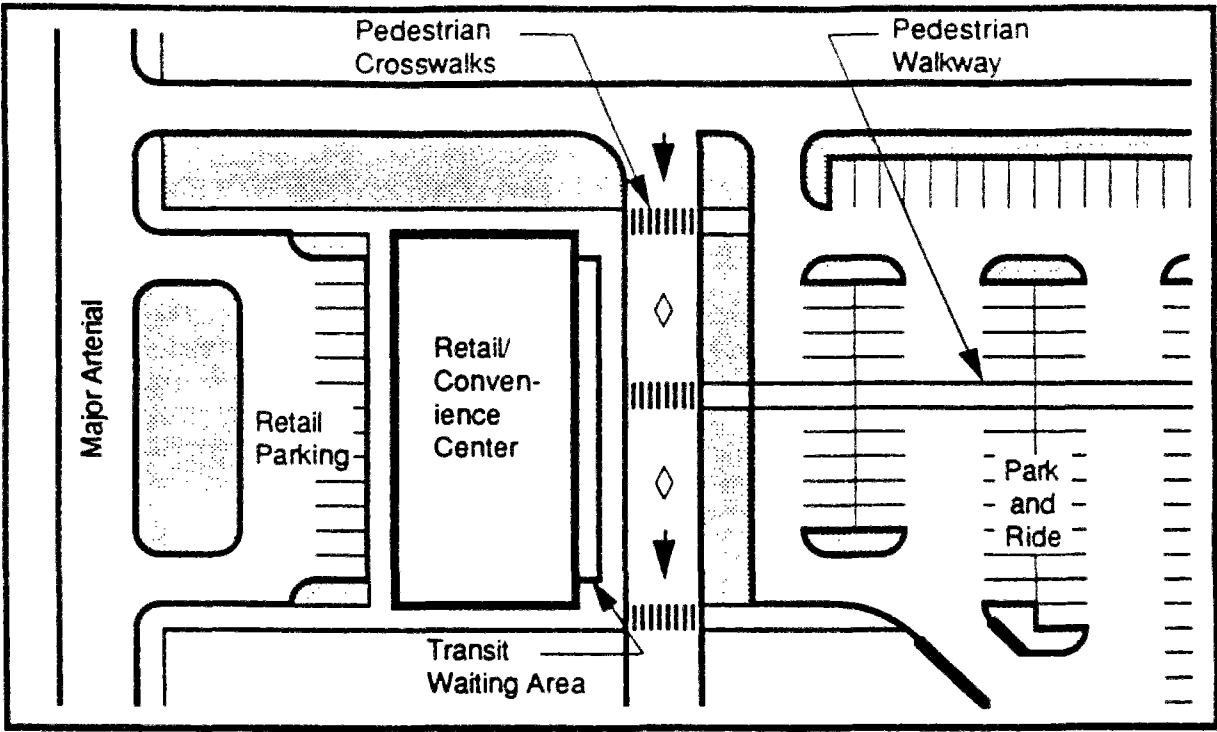 Pedestrian
Crosswalks
Pedestrian
Walkway
Major Arterial
Retail/
Conven-
ience
Center
Retail
Parking
Park
and
Ride
Transit
Waiting Area